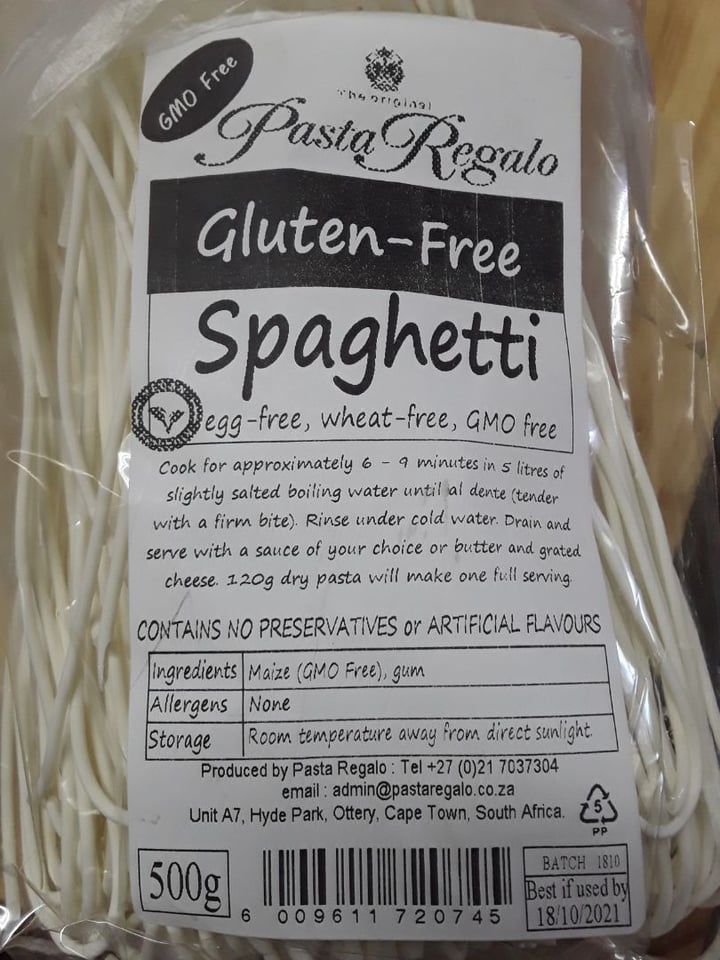 GMO Free
The original
Pasta Regalo
Gluten-Free
Spaghetti
egg-free, wheat-free, GMO free
Cook for approximately 6 - 9 minutes in 5 litres of
slightly salted boiling water until al dente (tender
with a firm bite). Rinse under cold water. Drain and
serve with a sauce of your choice or butter and grated
cheese. 120g dry pasta will make one full serving.
CONTAINS NO PRESERVATIVES or ARTIFICIAL FLAVOURS
Ingredients Maize (GMO Free), gum
Allergens None
Storage Room temperature away from direct sunlight.
Produced by Pasta Regalo : Tel +27 (0)21 7037304
email : admin@pastaregalo.co.za
Unit A7, Hyde Park, Ottery, Cape Town, South Africa.
5
PP
500g
6 009611 720745
BATCH 1810
Best if used by
18/10/2021